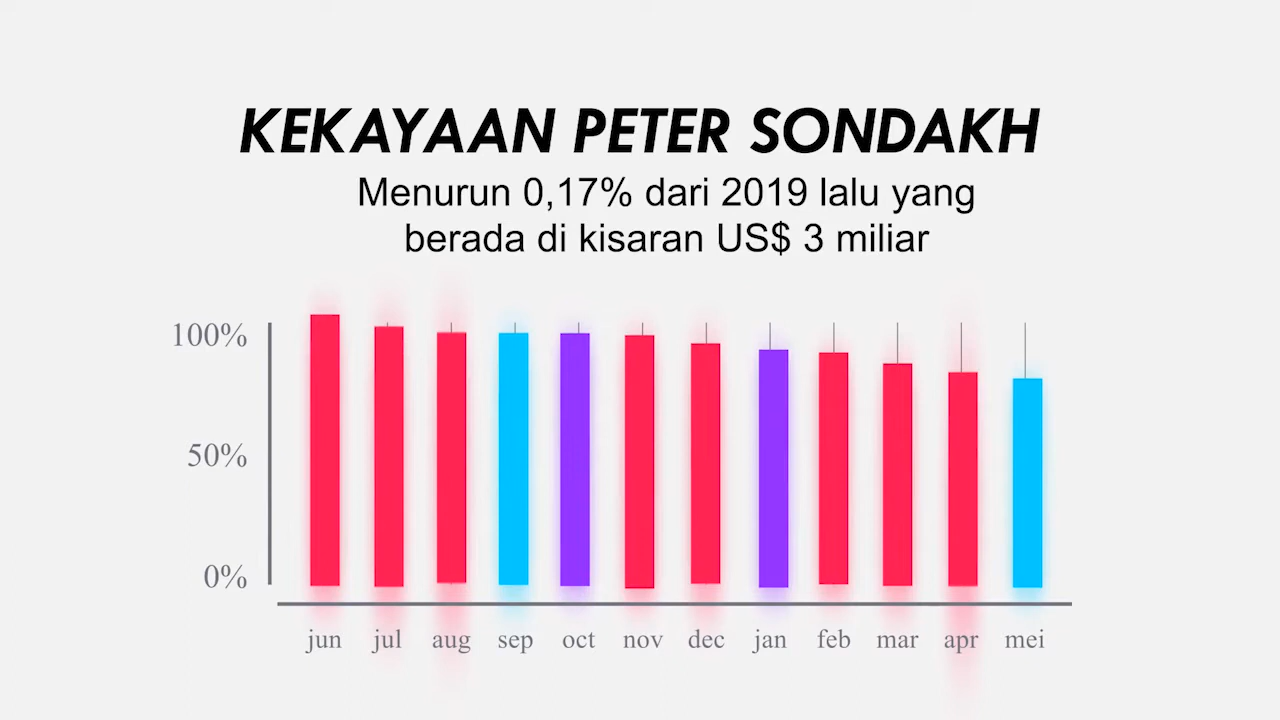 KEKAYAAN PETER SONDAKH
Menurun 0,17% dari 2019 lalu yang
berada di kisaran US$ 3 miliar
100%
50%
0%
jun jul aug sep oct nov dec jan feb mar apr mei